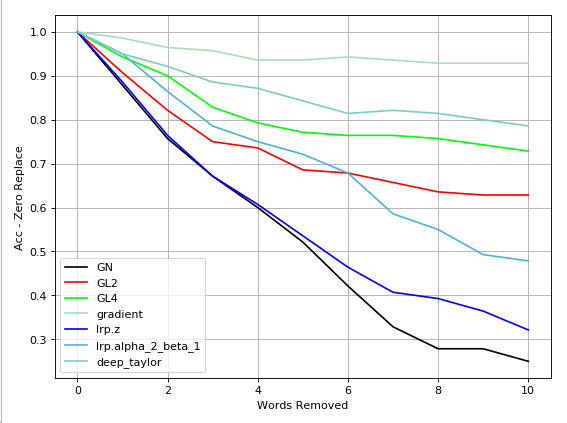 1.0
0.9
0.8
0.7
0.6
0.5
0.4
0.3
Acc - Zero Replace
GN
GL2
GL4
gradient
lrp.z
lrp.alpha_2_beta_1
deep_taylor
0 2 4 6 8 10
Words Removed